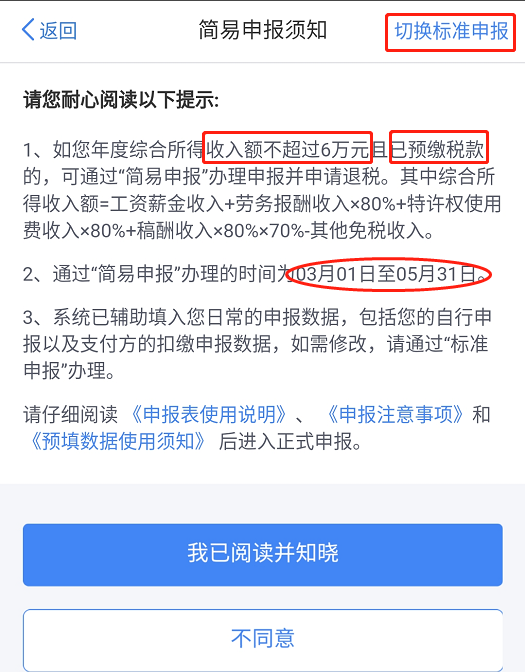 返回
简易申报须知
切换标准申报
请您耐心阅读以下提示:
1、如您年度综合所得收入额不超过6万元且已预缴税款
的，可通过“简易申报”办理申报并申请退税。其中综合所
得收入额=工资薪金收入+劳务报酬收入×80%+特许权使用
费收入×80%+稿酬收入×80%×70%-其他免税收入。
2、通过“简易申报”办理的时间为03月01日至05月31日。
3、系统已辅助填入您日常的申报数据，包括您的自行申
报以及支付方的扣缴申报数据，如需修改，请通过“标准
申报”办理。
请仔细阅读 《申报表使用说明》、 《申报注意事项》和
《预填数据使用须知》 后进入正式申报。
我已阅读并知晓
不同意